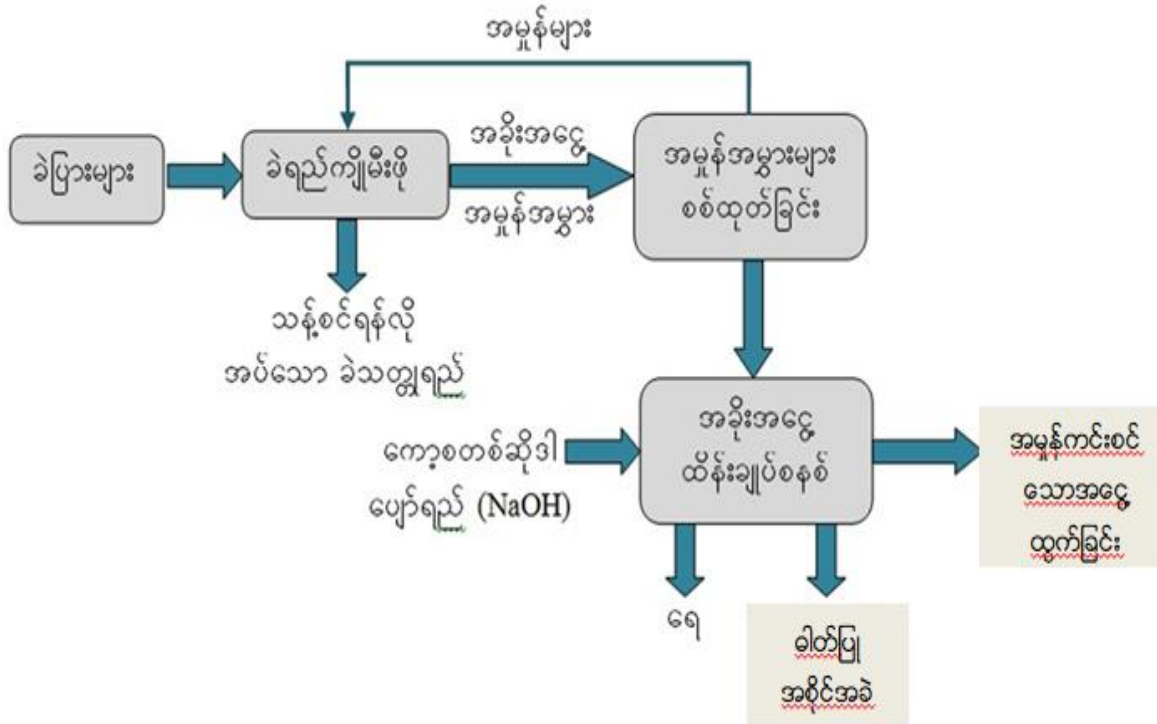 အမှုန်များ
ခဲပြားများ
ခဲရည်ကျိုမီးဖို
အခိုးအငွေ့
အမှုန်အမွှား
အမှုန်အမွှားများ
စစ်ထုတ်ခြင်း
သန့်စင်ရန်လို
အပ်သော ခဲသတ္တုရည်
ကော့စတစ်ဆိုဒါ
ပျော်ရည် (NaOH)
အခိုးအငွေ့
ထိန်းချုပ်စနစ်
အမှုန်ကင်းစင်
သောအငွေ့
ထွက်ခြင်း
ရေ
ဓါတ်ပြု
အစိုင်အခဲ